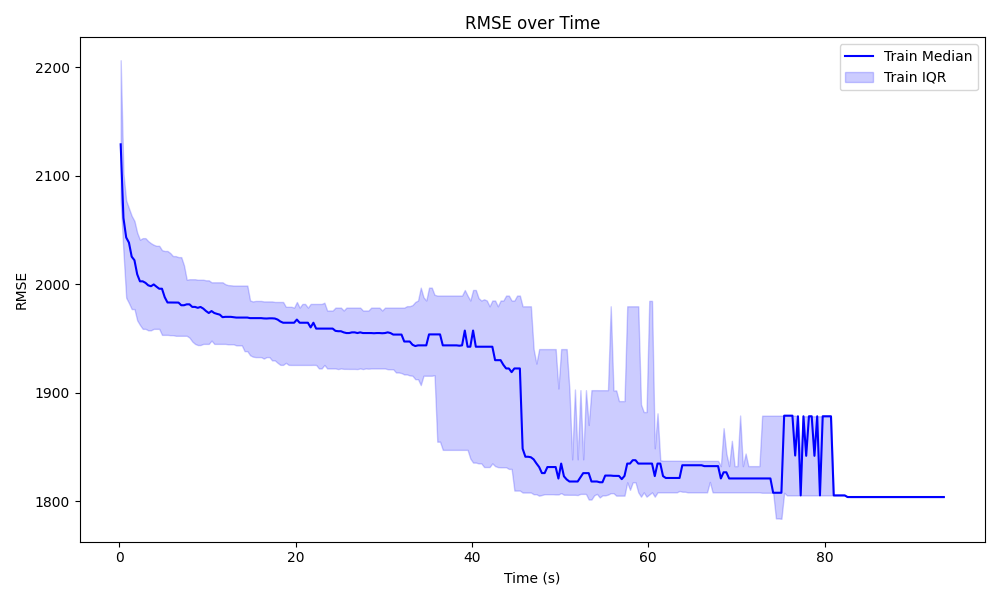 RMSE over Time
Train Median
Train IQR
RMSE
2200
2100
2000
1900
1800
0 20 40 60 80
Time (s)